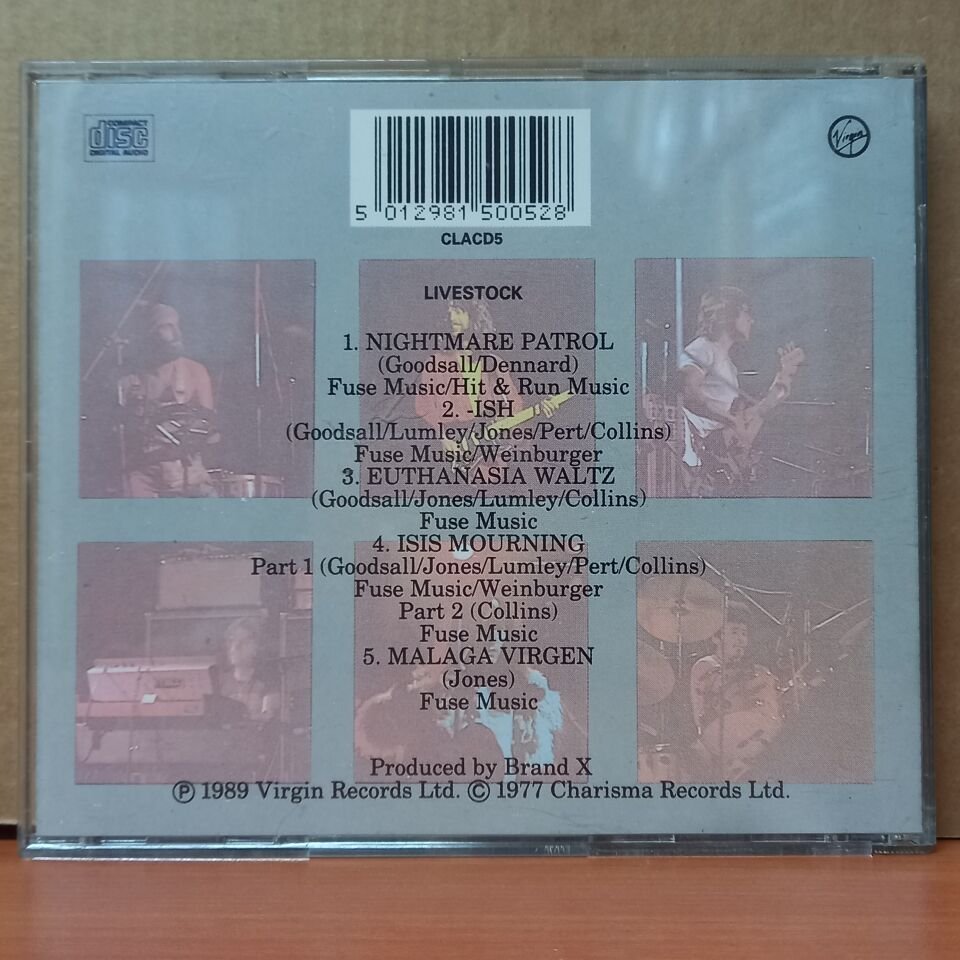 COMPACT
disc
DIGITAL AUDIO
Virgin
5 012981 500528
CLACD5
LIVESTOCK
1. NIGHTMARE PATROL
(Goodsall/Dennard)
Fuse Music/Hit & Run Music
2. -ISH
(Goodsall/Lumley/Jones/Pert/Collins)
Fuse Music/Weinburger
3. EUTHANASIA WALTZ
(Goodsall/Jones/Lumley/Collins)
Fuse Music
4. ISIS MOURNING
Part 1 (Goodsall/Jones/Lumley/Pert/Collins)
Fuse Music/Weinburger
Part 2 (Collins)
Fuse Music
5. MALAGA VIRGEN
(Jones)
Fuse Music
Produced by Brand X
Ⓟ 1989 Virgin Records Ltd. © 1977 Charisma Records Ltd.